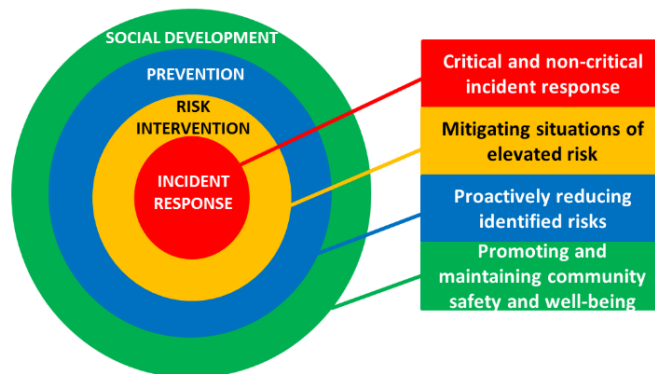 SOCIAL DEVELOPMENT
PREVENTION
RISK
INTERVENTION
INCIDENT
RESPONSE
Critical and non-critical
incident response
Mitigating situations of
elevated risk
Proactively reducing
identified risks
Promoting and
maintaining community
safety and well-being